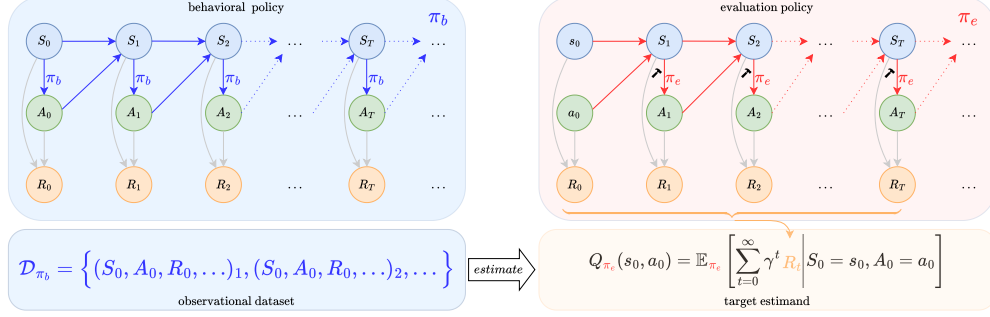 behavioral policy
π_b
S_0 S_1 S_2 ... S_T ...
π_b π_b π_b π_b
A_0 A_1 A_2 ... A_T ...
R_0 R_1 R_2 ... R_T ...
D_{π_b} = {(S_0, A_0, R_0, ...)_1, (S_0, A_0, R_0, ...)_2, ...}
observational dataset
estimate
evaluation policy
π_e
s_0 S_1 S_2 ... S_T ...
π_e π_e π_e
a_0 A_1 A_2 ... A_T ...
R_0 R_1 R_2 ... R_T ...
Q_{π_e}(s_0, a_0) = 𝔼_{π_e} [∑_{t=0}^{∞} γ^t R_t | S_0 = s_0, A_0 = a_0]
target estimand